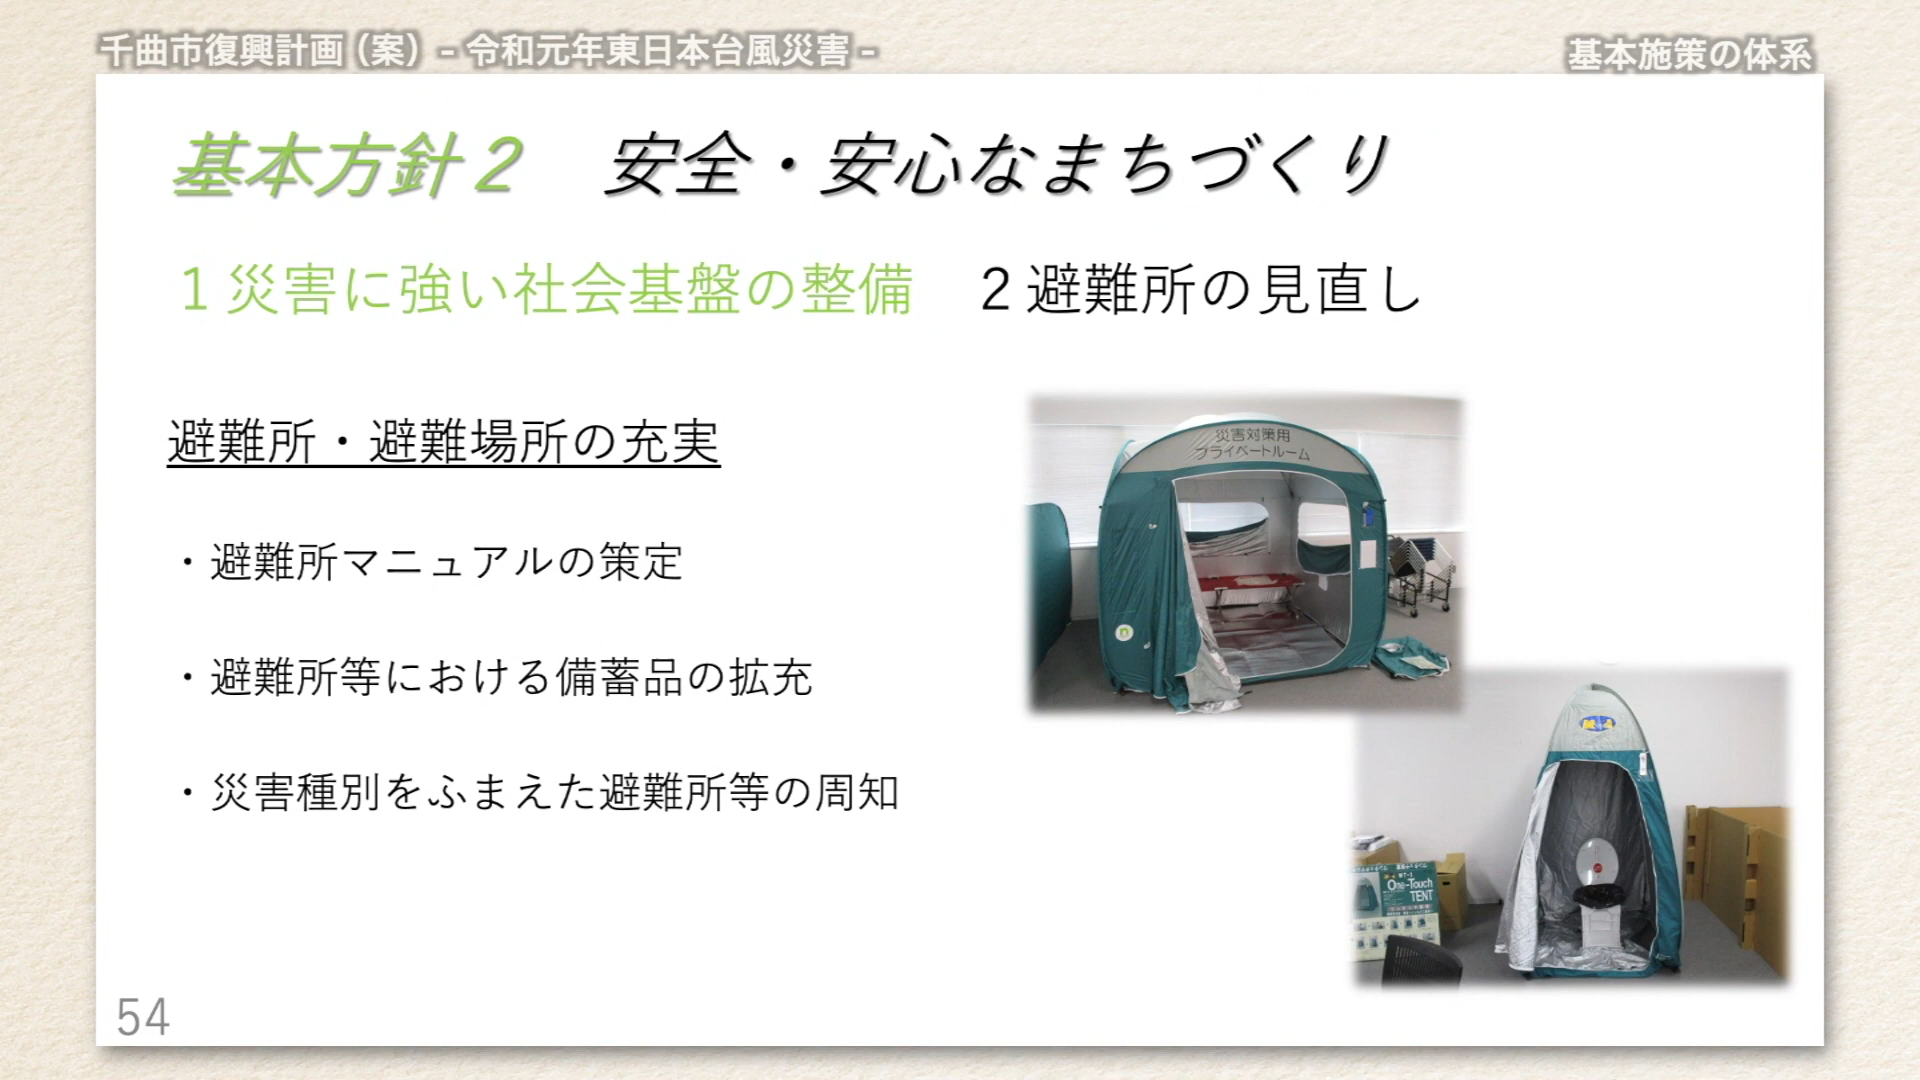 千曲市復興計画（案）－令和元年東日本台風災害－
基本施策の体系
基本方針２　安全・安心なまちづくり
１災害に強い社会基盤の整備　２避難所の見直し
避難所・避難場所の充実
・避難所マニュアルの策定
・避難所等における備蓄品の拡充
・災害種別をふまえた避難所等の周知
災害対策用
プライベートルーム
n
One-Touch
TENT
54